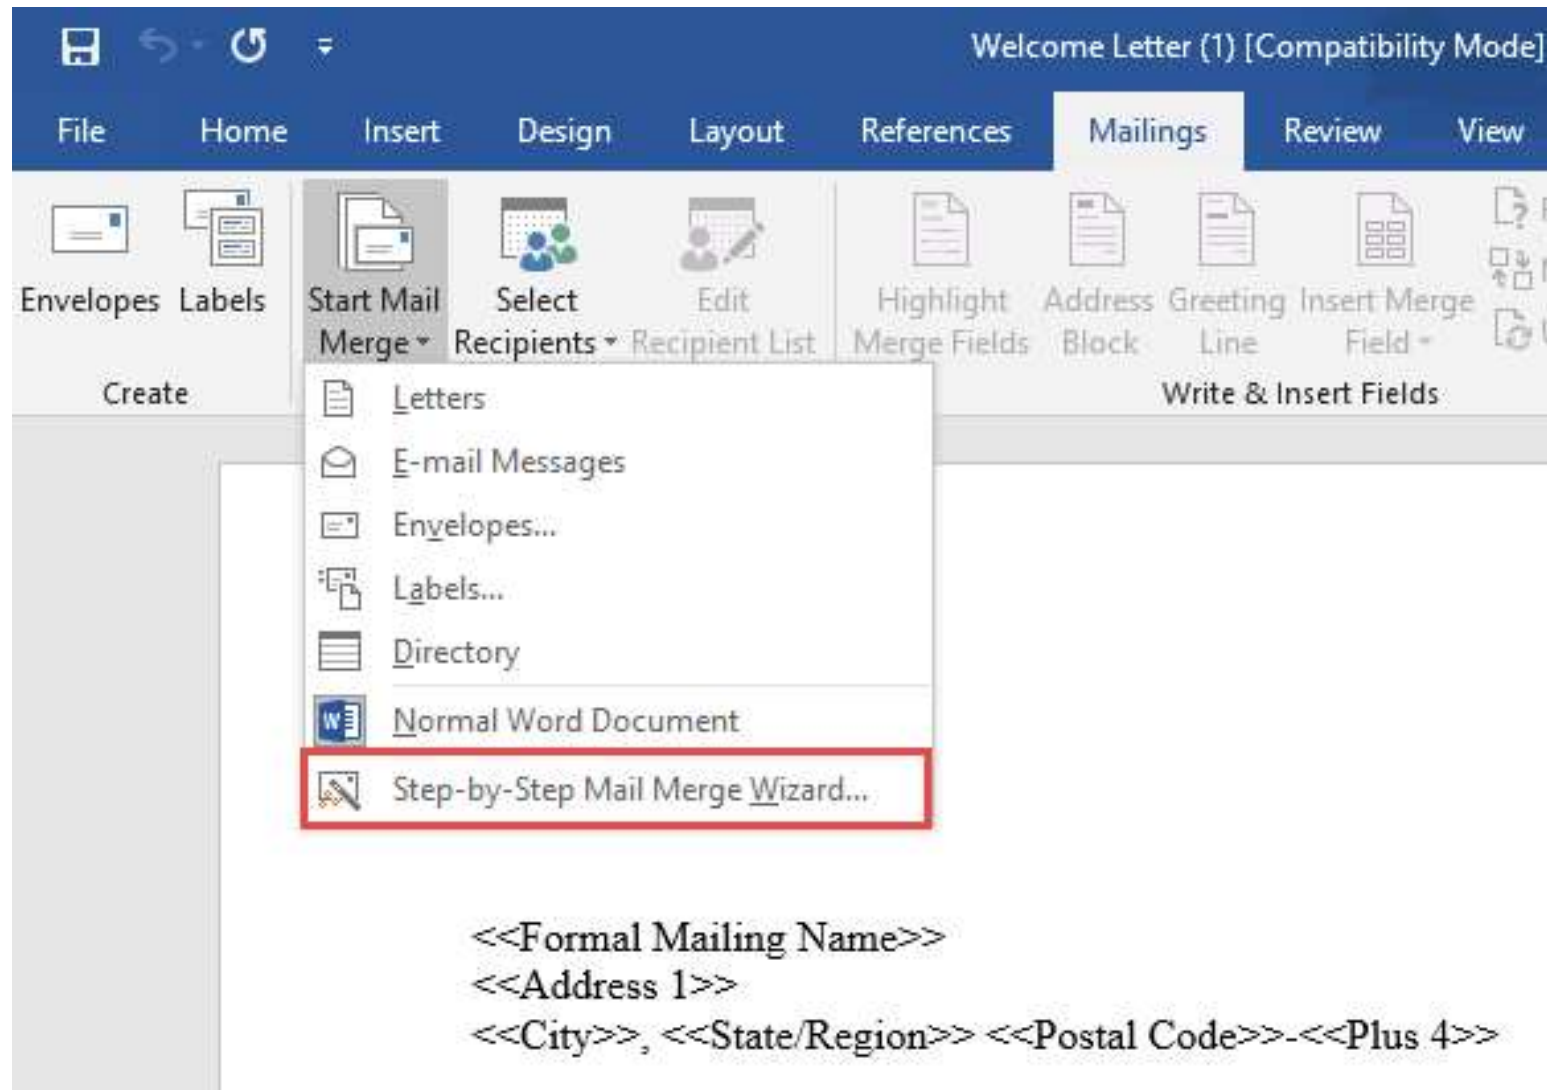 Welcome Letter (1) [Compatibility Mode]
File Home Insert Design Layout References Mailings Review View
Envelopes Labels Start Mail Merge Select Recipients Edit Recipient List Highlight Merge Fields Address Block Greeting Line Insert Merge Field
Create Write & Insert Fields
Letters
E-mail Messages
Envelopes...
Labels...
Directory
Normal Word Document
Step-by-Step Mail Merge Wizard...
<<Formal Mailing Name>>
<<Address 1>>
<<City>>, <<State/Region>> <<Postal Code>>-<<Plus 4>>